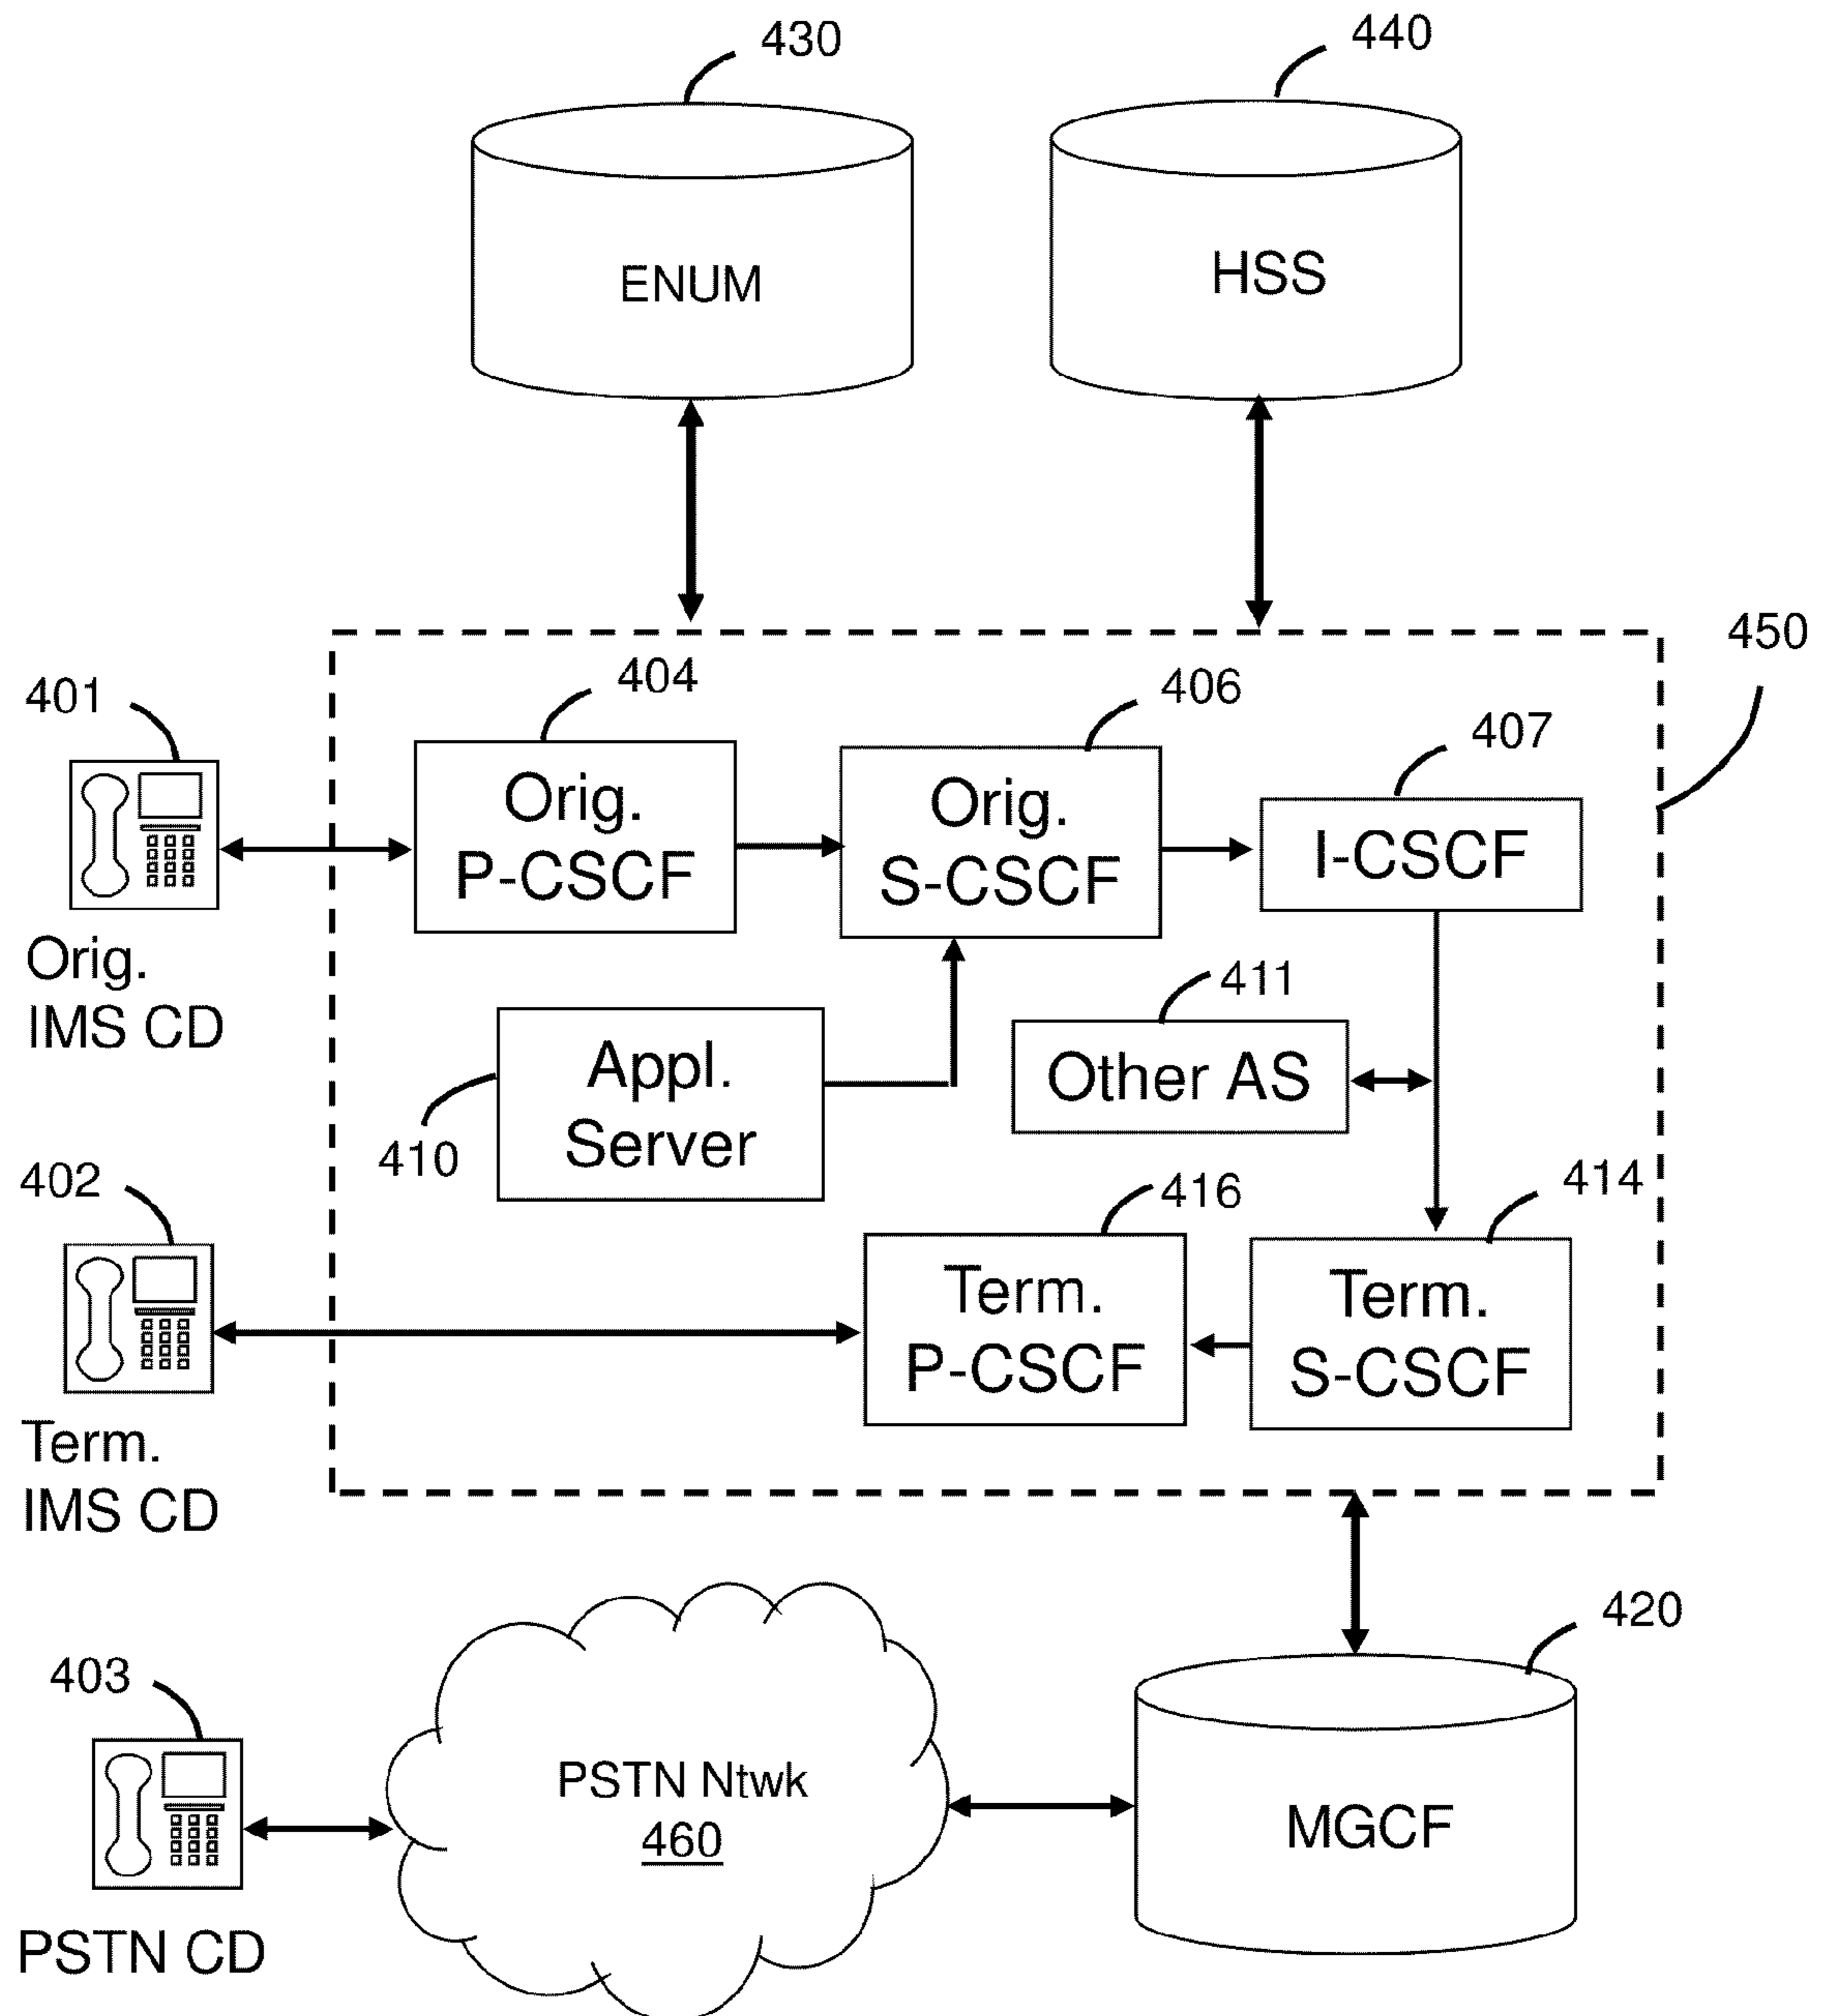 430
440
ENUM
HSS
450
401
404
406
407
Orig.
P-CSCF
Orig.
S-CSCF
I-CSCF
Orig.
IMS CD
411
Appl.
Server
Other AS
410
402
416
414
Term.
P-CSCF
Term.
S-CSCF
Term.
IMS CD
420
403
PSTN Ntwk
460
MGCF
PSTN CD